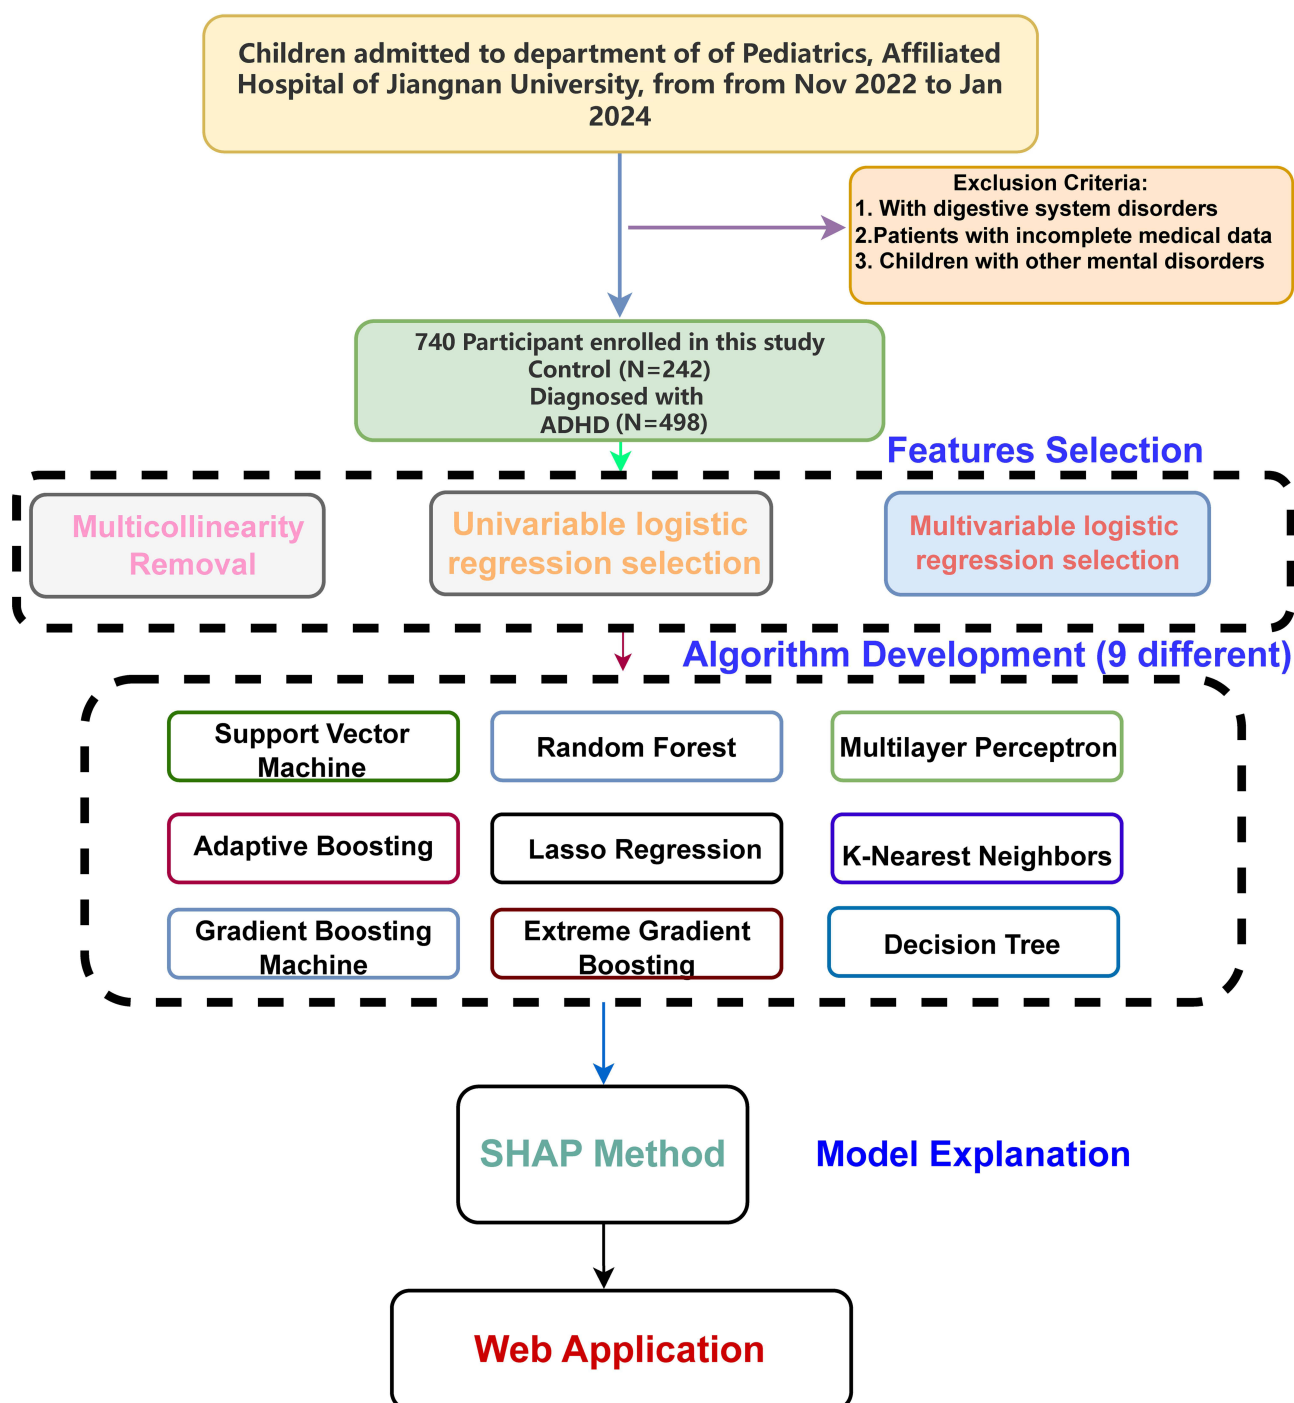 Children admitted to department of of Pediatrics, Affiliated
Hospital of Jiangnan University, from from Nov 2022 to Jan
2024
Exclusion Criteria:
1. With digestive system disorders
2.Patients with incomplete medical data
3. Children with other mental disorders
740 Participant enrolled in this study
Control (N=242)
Diagnosed with
ADHD (N=498)
Features Selection
Multicollinearity
Removal
Univariable logistic
regression selection
Multivariable logistic
regression selection
Algorithm Development (9 different)
Support Vector
Machine
Random Forest
Multilayer Perceptron
Adaptive Boosting
Lasso Regression
K-Nearest Neighbors
Gradient Boosting
Machine
Extreme Gradient
Boosting
Decision Tree
SHAP Method
Model Explanation
Web Application